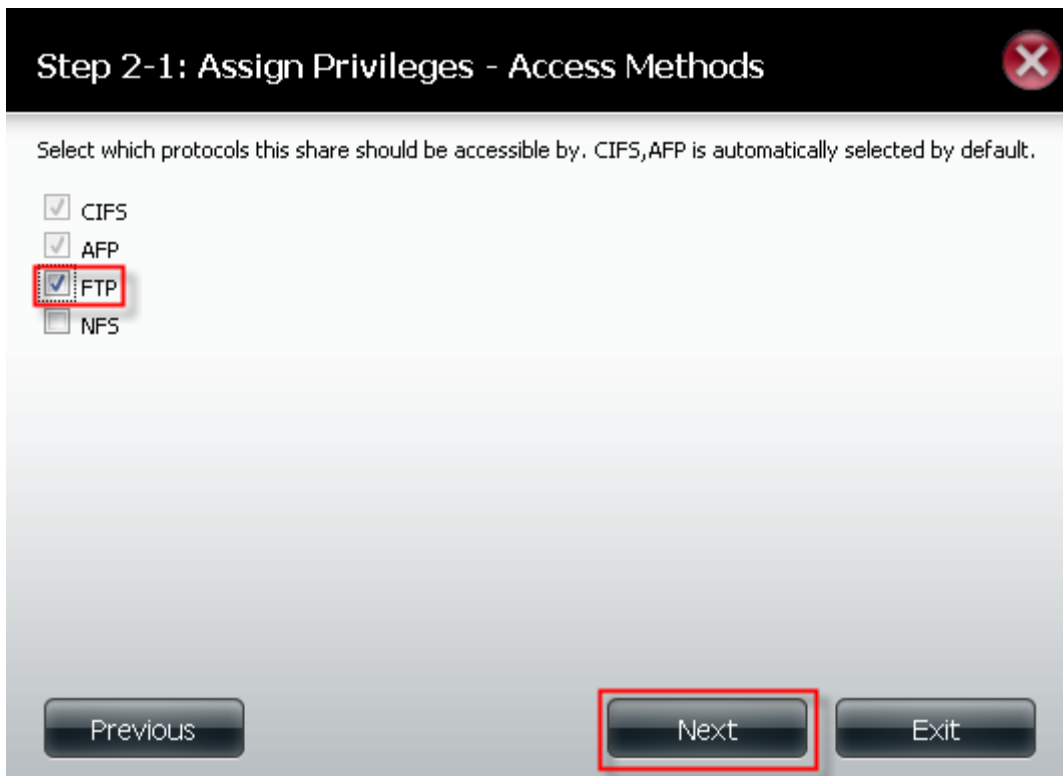 Step 2-1: Assign Privileges - Access Methods
Select which protocols this share should be accessible by. CIFS,AFP is automatically selected by default.
CIFS
AFP
FTP
NFS
Previous
Next
Exit